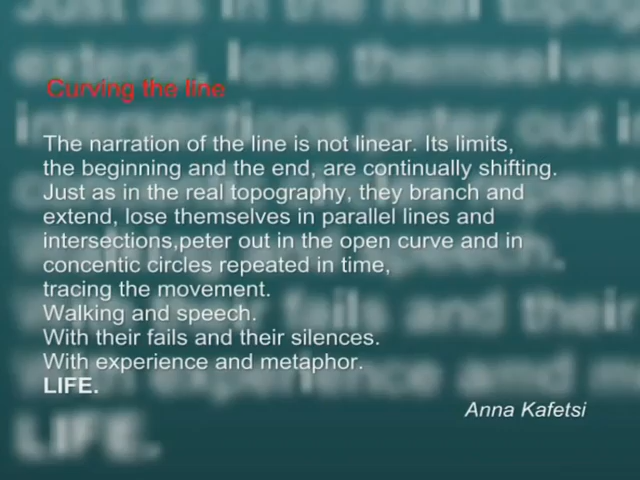 Curving the line
The narration of the line is not linear. Its limits,
the beginning and the end, are continually shifting.
Just as in the real topography, they branch and
extend, lose themselves in parallel lines and
intersections,peter out in the open curve and in
concentic circles repeated in time,
tracing the movement.
Walking and speech.
With their fails and their silences.
With experience and metaphor.
LIFE.
Anna Kafetsi